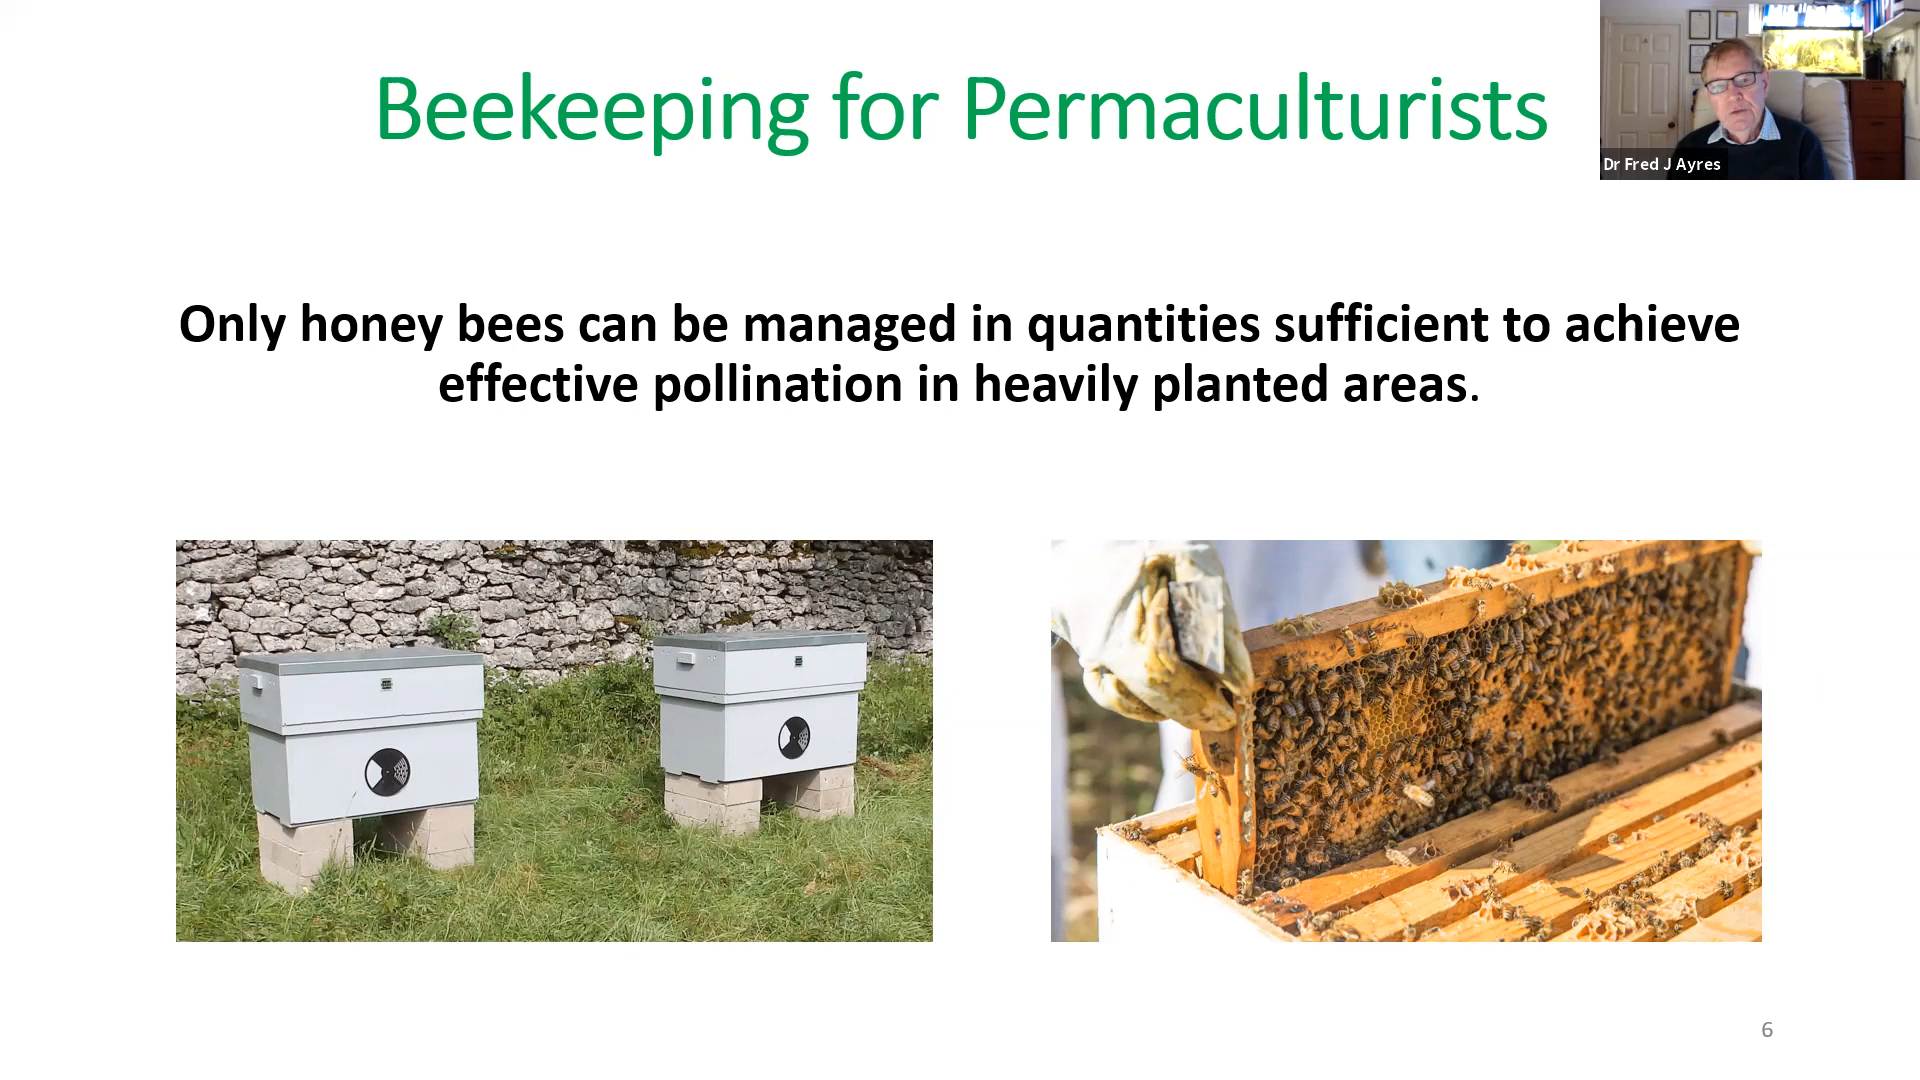 Beekeeping for Permaculturists
Dr Fred J Ayres
Only honey bees can be managed in quantities sufficient to achieve
effective pollination in heavily planted areas.
6